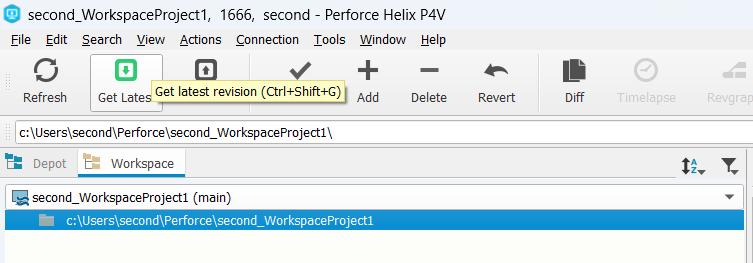 second_WorkspaceProject1, 1666, second - Perforce Helix P4V
File Edit Search View Actions Connection Tools Window Help
Refresh Get Latest Add Delete Revert Diff Timelapse Revgra
Get latest revision (Ctrl+Shift+G)
c:\Users\second\Perforce\second_WorkspaceProject1\
Depot Workspace
second_WorkspaceProject1 (main)
c:\Users\second\Perforce\second_WorkspaceProject1